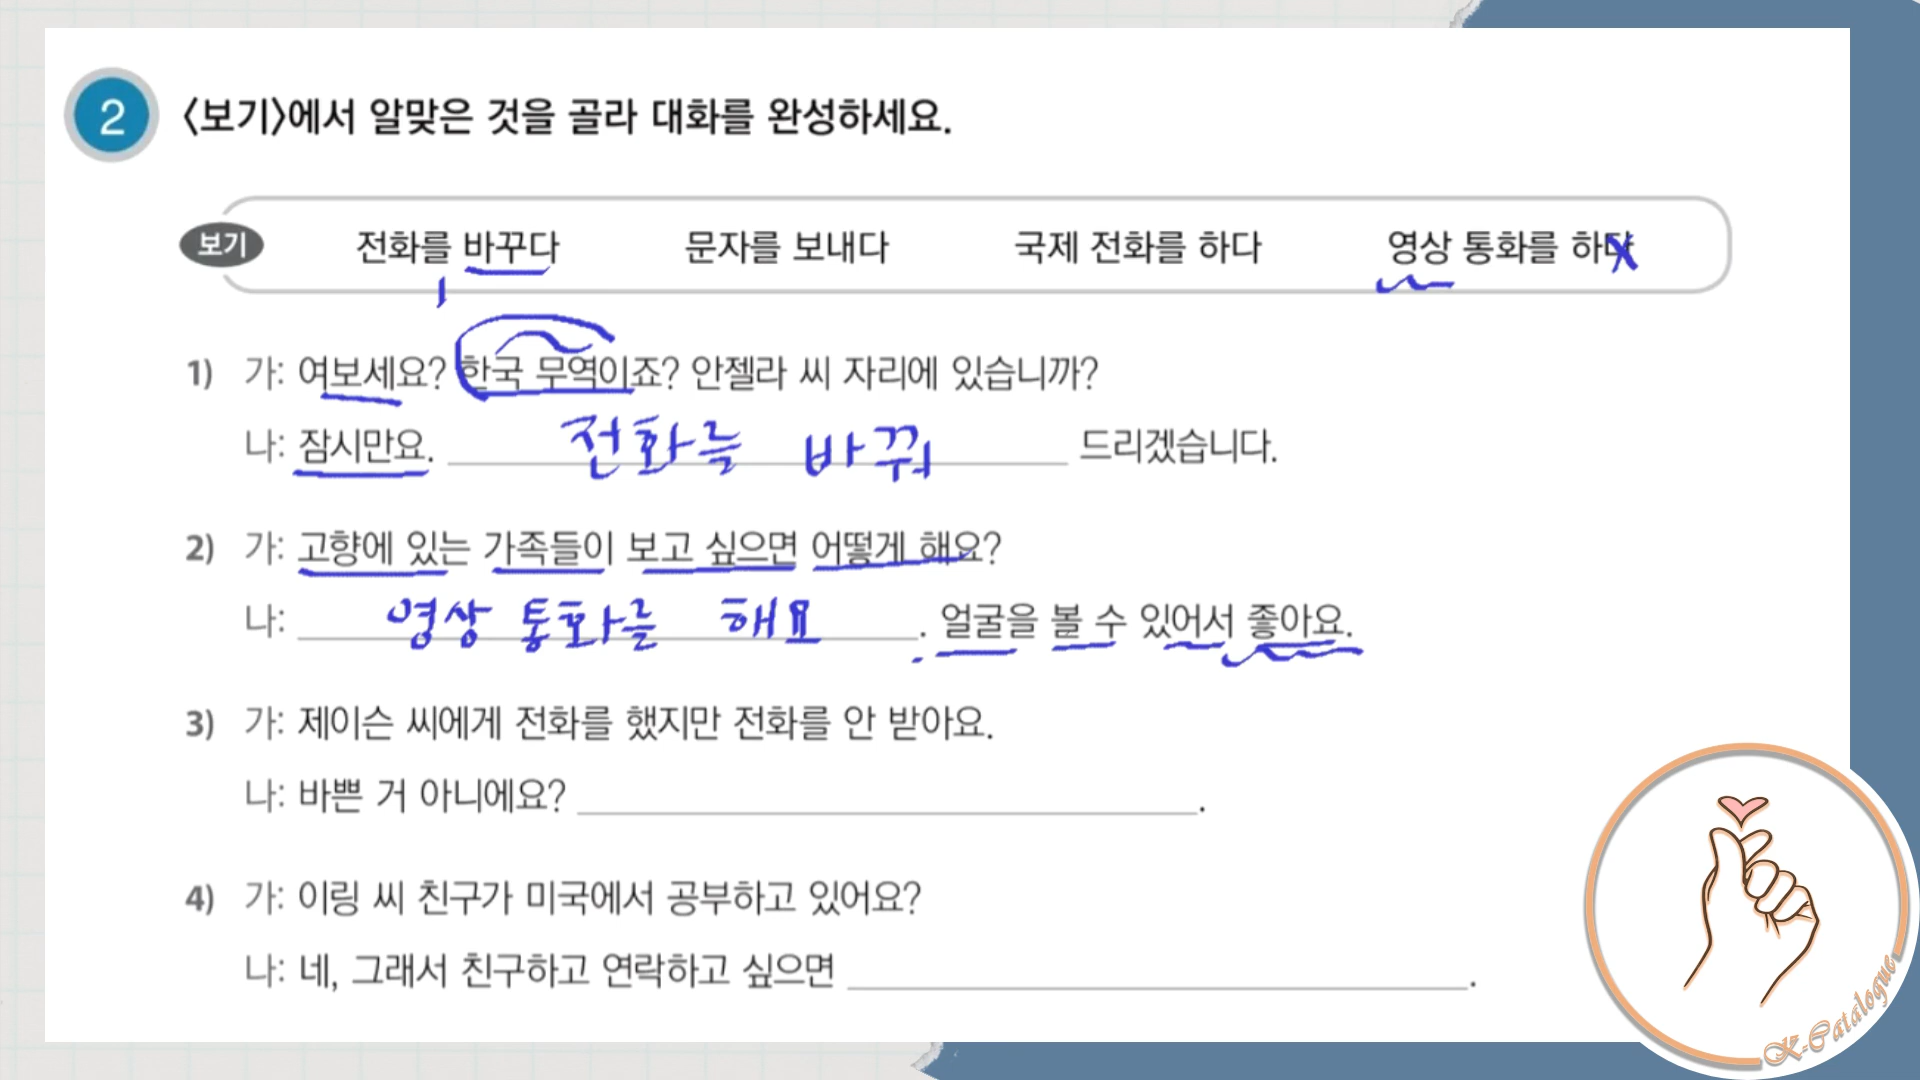 2 <보기>에서 알맞은 것을 골라 대화를 완성하세요.
보기 전화를 바꾸다 문자를 보내다 국제 전화를 하다 영상 통화를 하다
1) 가: 여보세요? 한국 무역이죠? 안젤라 씨 자리에 있습니까?
나: 잠시만요. 전화를 바꿔 드리겠습니다.
2) 가: 고향에 있는 가족들이 보고 싶으면 어떻게 해요?
나: 영상 통화를 해요. 얼굴을 볼 수 있어서 좋아요.
3) 가: 제이슨 씨에게 전화를 했지만 전화를 안 받아요.
나: 바쁜 거 아니에요? .
4) 가: 이링 씨 친구가 미국에서 공부하고 있어요?
나: 네, 그래서 친구하고 연락하고 싶으면 .
K-Catalogue